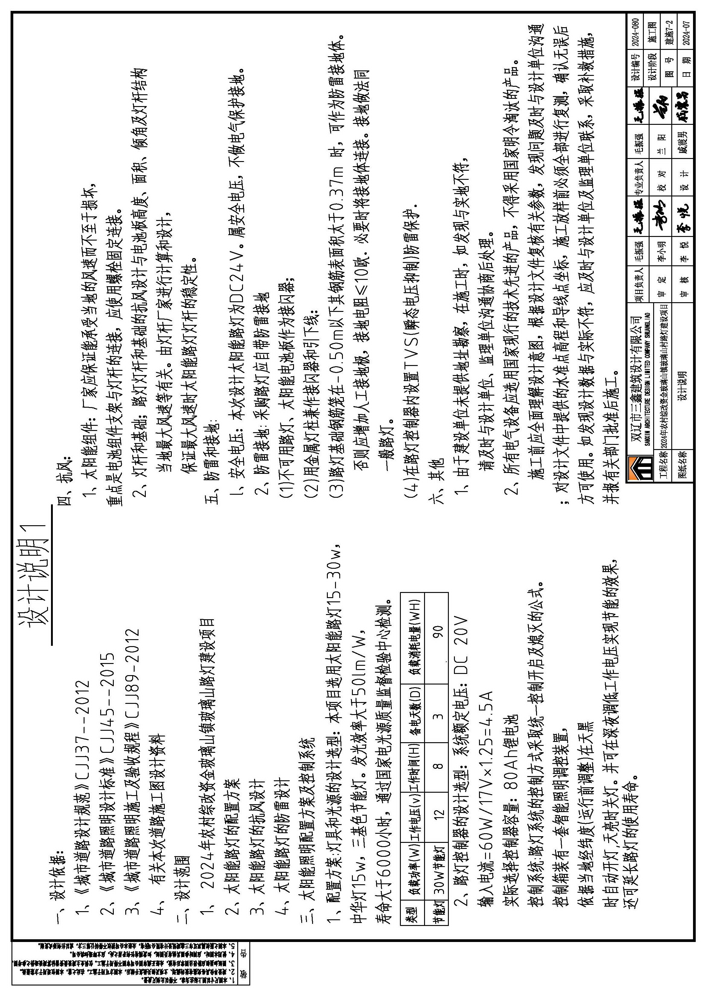 设计说明1
一、设计依据:
1、《城市道路设计规范》CJJ37--2012
2、《城市道路照明设计标准》CJJ45--2015
3、《城市道路照明施工及验收规程》CJJ89-2012
4、有关本次道路施工图设计资料
二、设计范围
1、2024年农村综改资金玻璃山镇玻璃山路灯建设项目
2、太阳能路灯的配置方案
3、太阳能路灯的抗风设计
4、太阳能路灯的防雷设计
三、太阳能照明配置方案及控制系统
1、配置方案:灯具和光源的设计选型:本项目选用太阳能路灯15-30w,
中华灯15w,三基色节能灯。发光效率大于50lm/W,
寿命大于6000小时,通过国家电光源质量监督检验中心检测。
类型 负载功率(W) 工作电压(v) 工作时间(H) 备电天数(D) 负载消耗电量(WH)
节能灯 30W节能灯 12 8 3 90
2、路灯控制器的设计选型:系统额定电压:DC 20V
输入电流=60W/17V×1.25=4.5A
实际选择控制器容量:80Ah锂电池
控制系统:路灯系统的控制方式采取统一控制开启及熄灭的公式。
控制箱装有一套智能照明调控装置,
依据当地经纬度(运行前调整)在天黑
时自动开灯,天亮时关灯。并可在深夜调低工作电压实现节能的效果,
还可延长路灯的使用寿命。
四、抗风:
1、太阳能组件:厂家应保证能承受当地的风速而不至于损坏,
重点是电池组件支架与灯杆的连接,应使用螺栓固定连接。
2、灯杆和基础;路灯灯杆和基础的抗风设计与电池板高度、面积、倾角及灯杆结构
当地最大风速等有关。由灯杆厂家进行计算和设计,
保证最大风速时太阳能路灯灯杆的稳定性。
五、防雷和接地:
l、安全电压:本次设计太阳能路灯为DC24V。属安全电压,不做电气保护接地。
2、防雷接地:采购路灯应自带防雷接地
(1)不可用路灯、太阳能电池板作为接闪器;
(2)用金属灯柱兼作接闪器和引下线:
(3)路灯基础钢筋笼在-0.50m以下其钢筋表面积太于0.37m 时,可作为防雷接地体。
否则应增加人工接地极,接地电阻≤10欧.必要时将接地体连接。接地做法同
一般路灯。
(4)在路灯控制器内设置TVS(瞬态电压抑制)防雷保护.
六、其他
1、由于建设单位未提供地址勘察,在施工时,如发现与实地不符,
请及时与设计单位、监理单位沟通协商后处理。
2、所有电气设备应选用国家现行的技术先进的产品,不得采用国家明令淘汰的产品。
施工前应全面理解设计意图,根据设计文件复核有关参数,发现问题及时与设计单位沟通
;对设计文件中提供的水准点高程和导线点坐标,施工放样前必须全部进行复测,确认无误后
方可使用。如发现设计数据与实际不符,应及时与设计单位及监理单位联系,采取补救措施,
并报有关部门批准后施工。
双辽市三鑫建筑设计有限公司
SANXIN ARCHITECTURE DESIGN LIMITED COMPANY SHUANGLIAO
工程名称 2024年农村综改资金玻璃山镇玻璃山村路灯建设项目
图纸名称 设计说明
项目负责人 毛振强 毛振强 专业负责人 毛振强 毛振强 设计编号 2024-080
审定 李小明 校对 兰阳 设计阶段 施工图
审核 李悦 李悦 设计 戚震男 戚震男 图号 建施7-2
日期 2024-07
敬告
1、本图尺寸以图上标注为准,不得以比例尺度量。